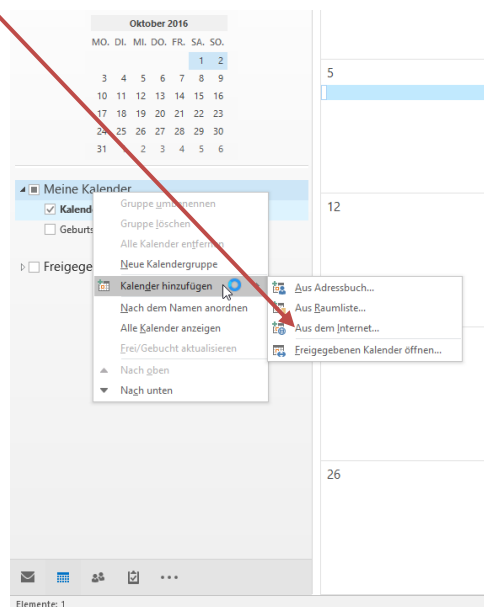 Oktober 2016
MO. DI. MI. DO. FR. SA. SO.
1 2
3 4 5 6 7 8 9
10 11 12 13 14 15 16
17 18 19 20 21 22 23
24 25 26 27 28 29 30
31 2 3 4 5 6
5
Meine Kalender
Kalend
Geburts
Freigege
12
Gruppe umbenennen
Gruppe löschen
Alle Kalender entfernen
Neue Kalendergruppe
Kalender hinzufügen
Nach dem Namen anordnen
Alle Kalender anzeigen
Frei/Gebucht aktualisieren
Nach oben
Nach unten
Aus Adressbuch...
Aus Raumliste...
Aus dem Internet...
Freigegebenen Kalender öffnen...
26
Elemente: 1